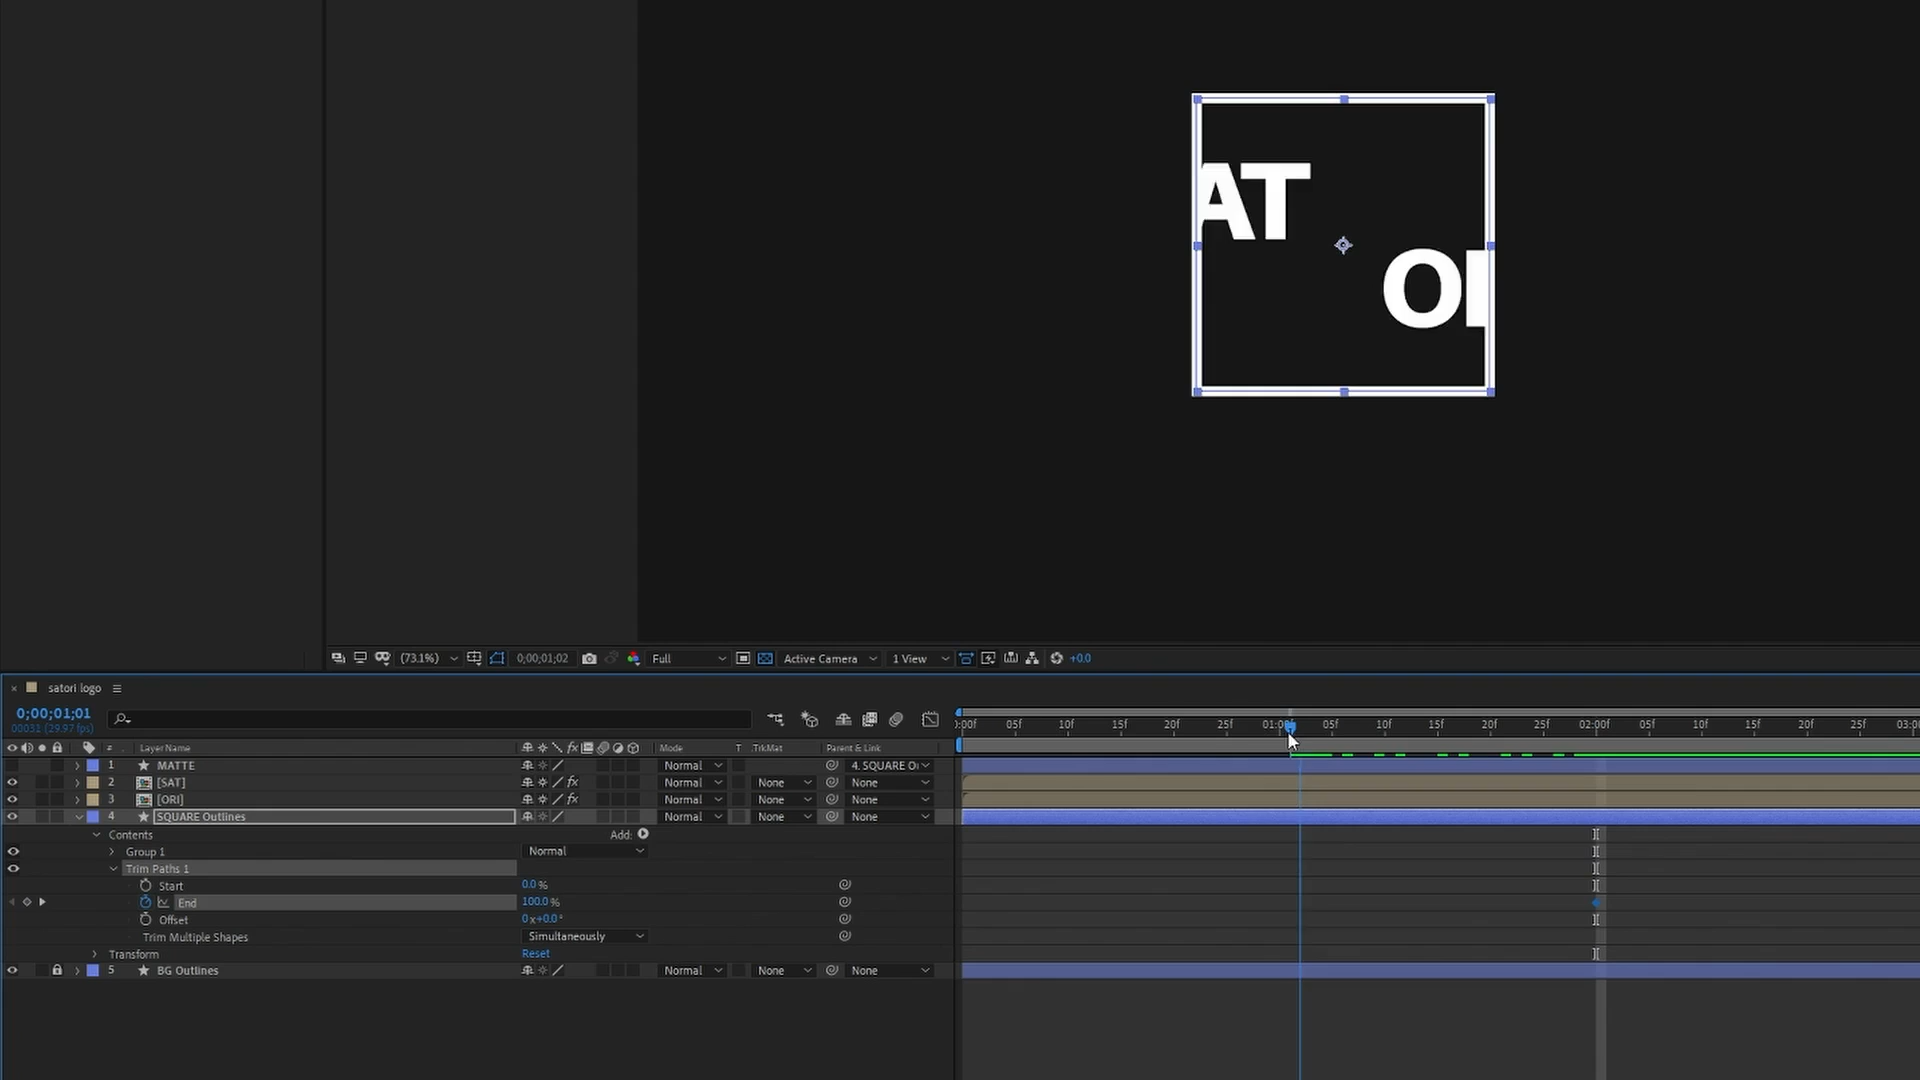 AT
OI
(73.1%)
0;00;01;02
Full
Active Camera
1 View
+0.0
satori logo
0;00;01;01
00031 (29.97 fps)
:00f 05f 10f 15f 20f 25f 01:00f 05f 10f 15f 20f 25f 02:00f 05f 10f 15f 20f 25f 03:0
# Layer Name fx Mode T .TrkMat Parent & Link
1 MATTE Normal 4. SQUARE O
2 [SAT] fx Normal None None
3 [ORI] fx Normal None None
4 SQUARE Outlines Normal None None
Contents Add:
Group 1 Normal
Trim Paths 1
Start 0.0 %
End 100.0 %
Offset 0 x+0.0 °
Trim Multiple Shapes Simultaneously
Transform Reset
5 BG Outlines Normal None None